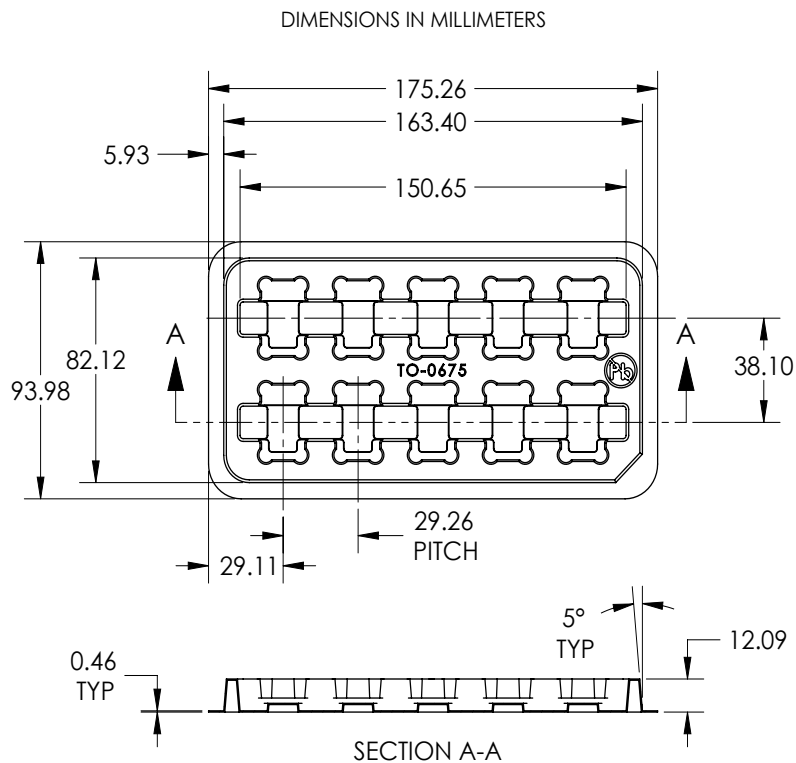 DIMENSIONS IN MILLIMETERS
175.26
163.40
5.93
150.65
A
A
82.12
TO-0675
Pb
38.10
93.98
29.26
PITCH
29.11
5°
TYP
12.09
0.46
TYP
SECTION A-A